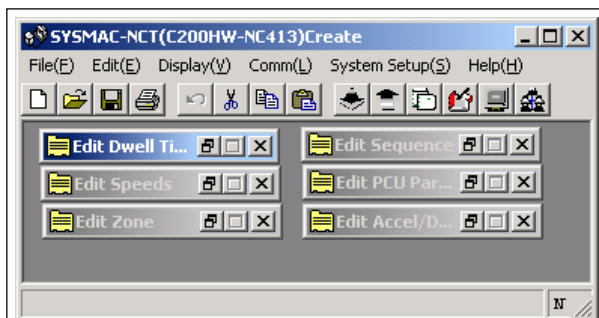 SYSMAC-NCT(C200HW-NC413)Create
File(F) Edit(E) Display(V) Comm(L) System Setup(S) Help(H)
Edit Dwell Ti... Edit Sequence
Edit Speeds Edit PCU Par...
Edit Zone Edit Accel/D...
N